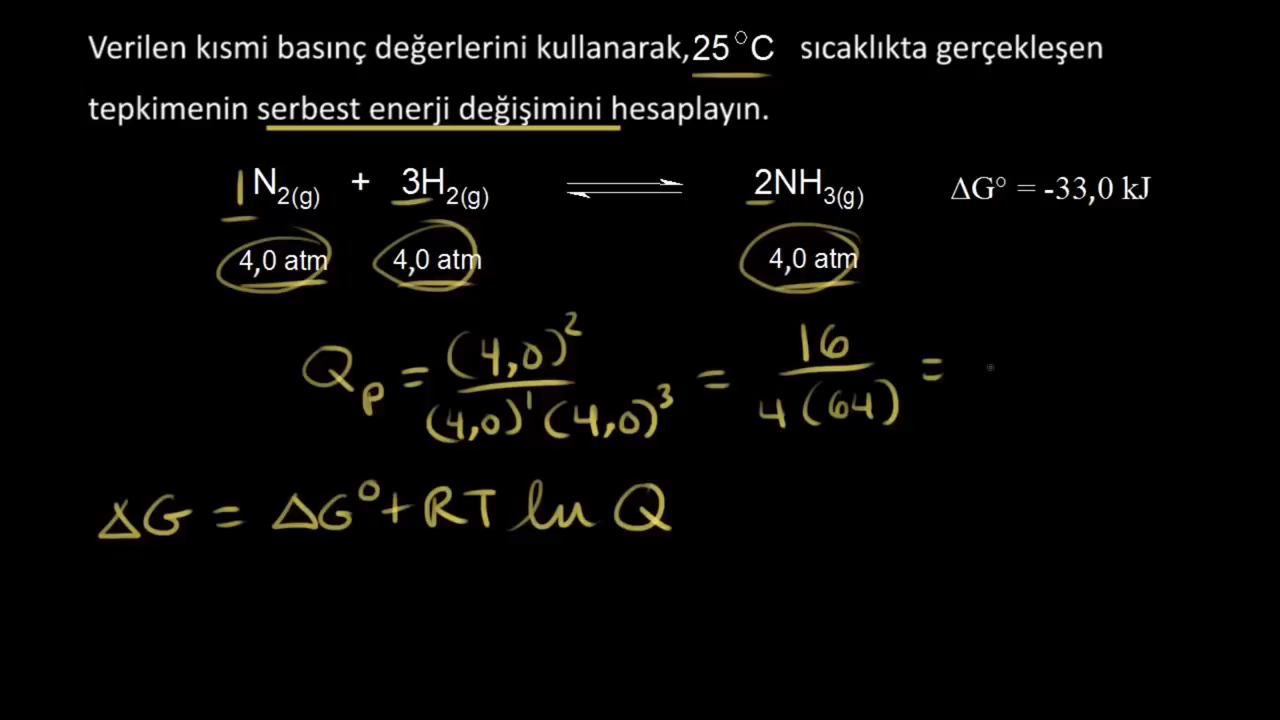 Verilen kısmi basınç değerlerini kullanarak, 25°C sıcaklıkta gerçekleşen
tepkimenin serbest enerji değişimini hesaplayın.
1N2(g) + 3H2(g) ⇌ 2NH3(g) ΔG° = -33,0 kJ
4,0 atm 4,0 atm 4,0 atm
Qp = (4,0)² / (4,0)¹ (4,0)³ = 16 / 4(64) =
ΔG = ΔG° + RT ln Q